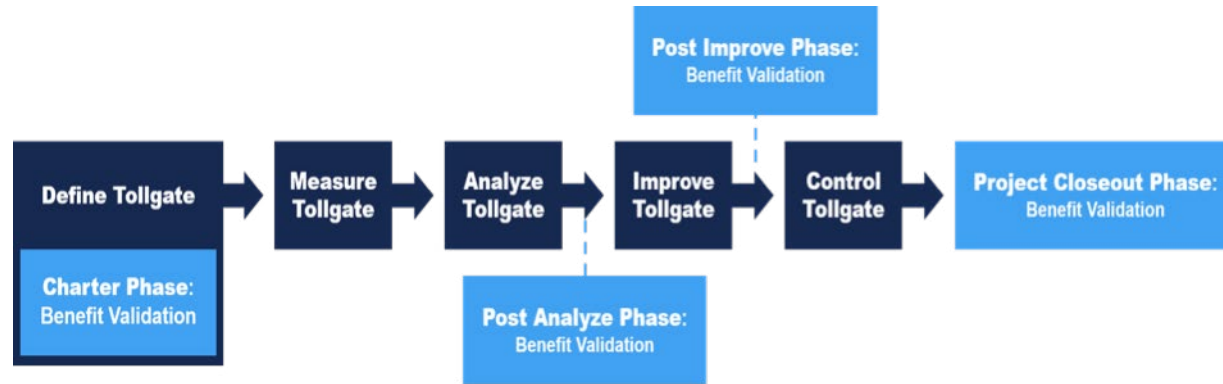 Post Improve Phase:
Benefit Validation
Define Tollgate
Measure
Tollgate
Analyze
Tollgate
Improve
Tollgate
Control
Tollgate
Project Closeout Phase:
Benefit Validation
Charter Phase:
Benefit Validation
Post Analyze Phase:
Benefit Validation